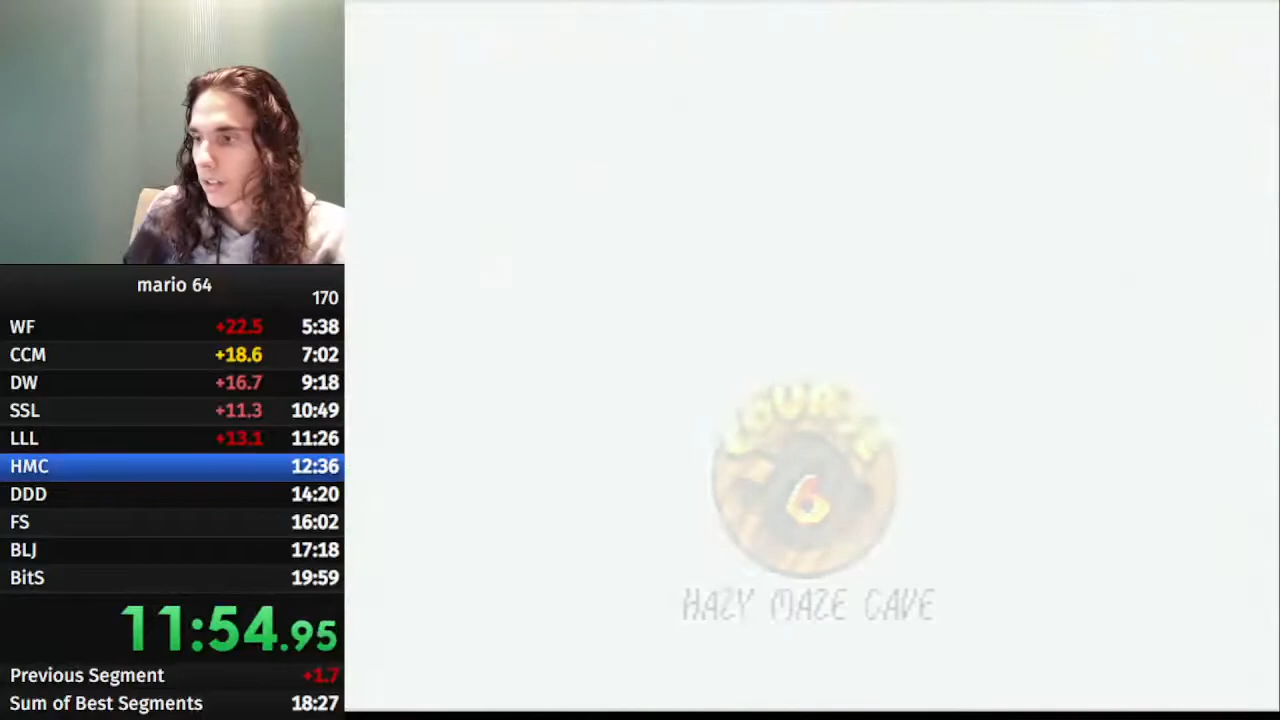 mario 64
170
WF +22.5 5:38
CCM +18.6 7:02
DW +16.7 9:18
SSL +11.3 10:49
LLL +13.1 11:26
HMC 12:36
DDD 14:20
FS 16:02
BLJ 17:18
BitS 19:59
11:54.95
Previous Segment +1.7
Sum of Best Segments 18:27
COURSE
6
HAZY MAZE CAVE